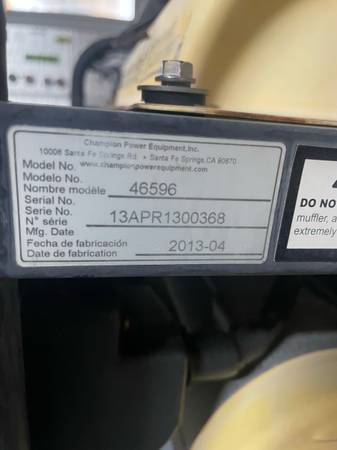 Champion Power Equipment,Inc.
10006 Santa Fe Springs Rd. • Santa Fe Springs,CA 90670
Model No. www.championpowerequipment.com
Modelo No.
Nombre modèle 46596
Serial No.
Serie No. 13APR1300368
N° série
Mfg. Date
Fecha de fabricación 2013-04
Date de fabrication
DO NO
muffler, a
extremely